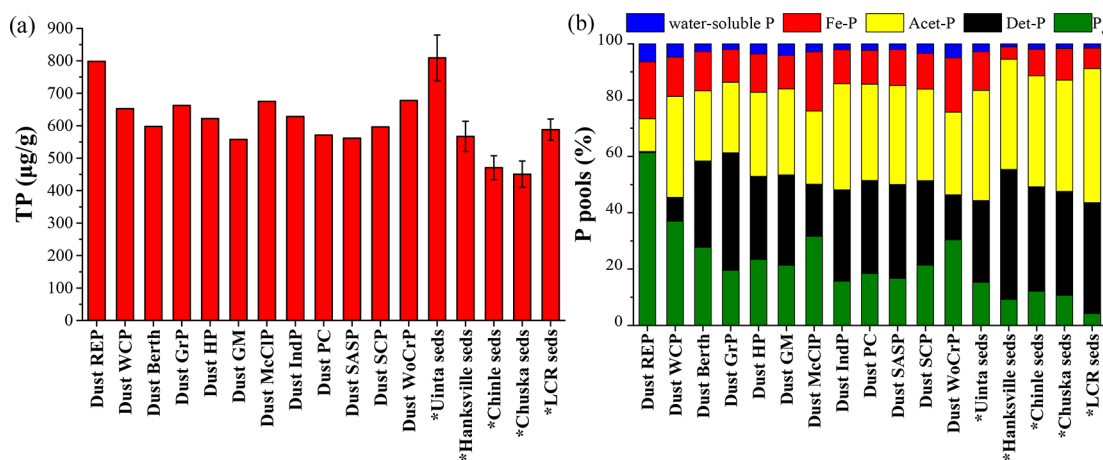 (a)
900
800
700
600
500
400
300
200
100
0
TP (µg/g)
Dust REP
Dust WCP
Dust Berth
Dust GrP
Dust HP
Dust GM
Dust McClP
Dust IndP
Dust PC
Dust SASP
Dust SCP
Dust WoCrP
*Uinta seds
*Hanksville seds
*Chinle seds
*Chuska seds
*LCR seds
(b)
water-soluble P Fe-P Acet-P Det-P P
100
80
60
40
20
0
P pools (%)
Dust REP
Dust WCP
Dust Berth
Dust GrP
Dust HP
Dust GM
Dust McClP
Dust IndP
Dust PC
Dust SASP
Dust SCP
Dust WoCrP
*Uinta seds
*Hanksville seds
*Chinle seds
*Chuska seds
*LCR seds